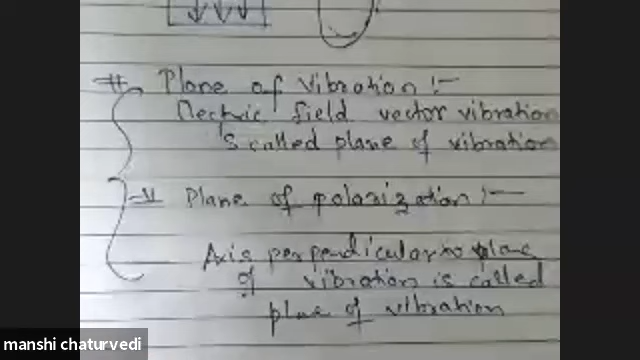 # Plane of Vibration :-
Electric field vector vibration
is called plane of vibration
Plane of polarization :-
Axis perpendicular to plane
of vibration is called
plane of vibration
manshi chaturvedi